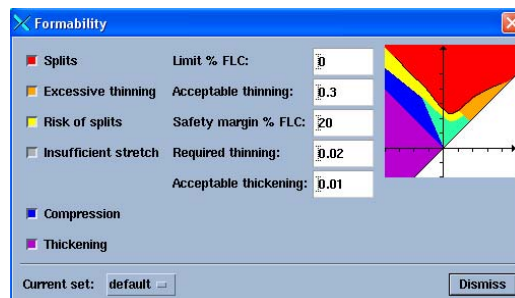 Formability
Splits Limit % FLC: 0
Excessive thinning Acceptable thinning: 0.3
Risk of splits Safety margin % FLC: 20
Insufficient stretch Required thinning: 0.02
Acceptable thickening: 0.01
Compression
Thickening
Current set: default Dismiss